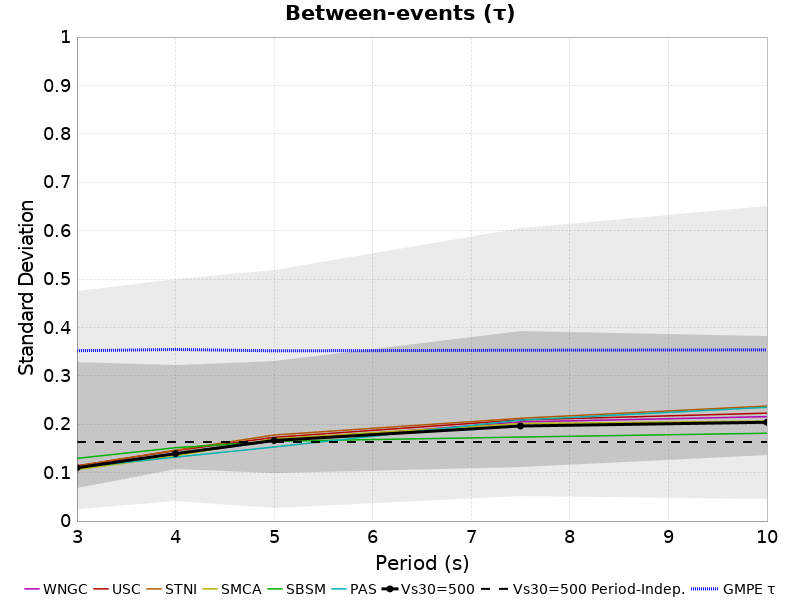 Between-events (τ)
Standard Deviation
1
0.9
0.8
0.7
0.6
0.5
0.4
0.3
0.2
0.1
0
3 4 5 6 7 8 9 10
Period (s)
WNGC USC STNI SMCA SBSM PAS Vs30=500 Vs30=500 Period-Indep. GMPE τ